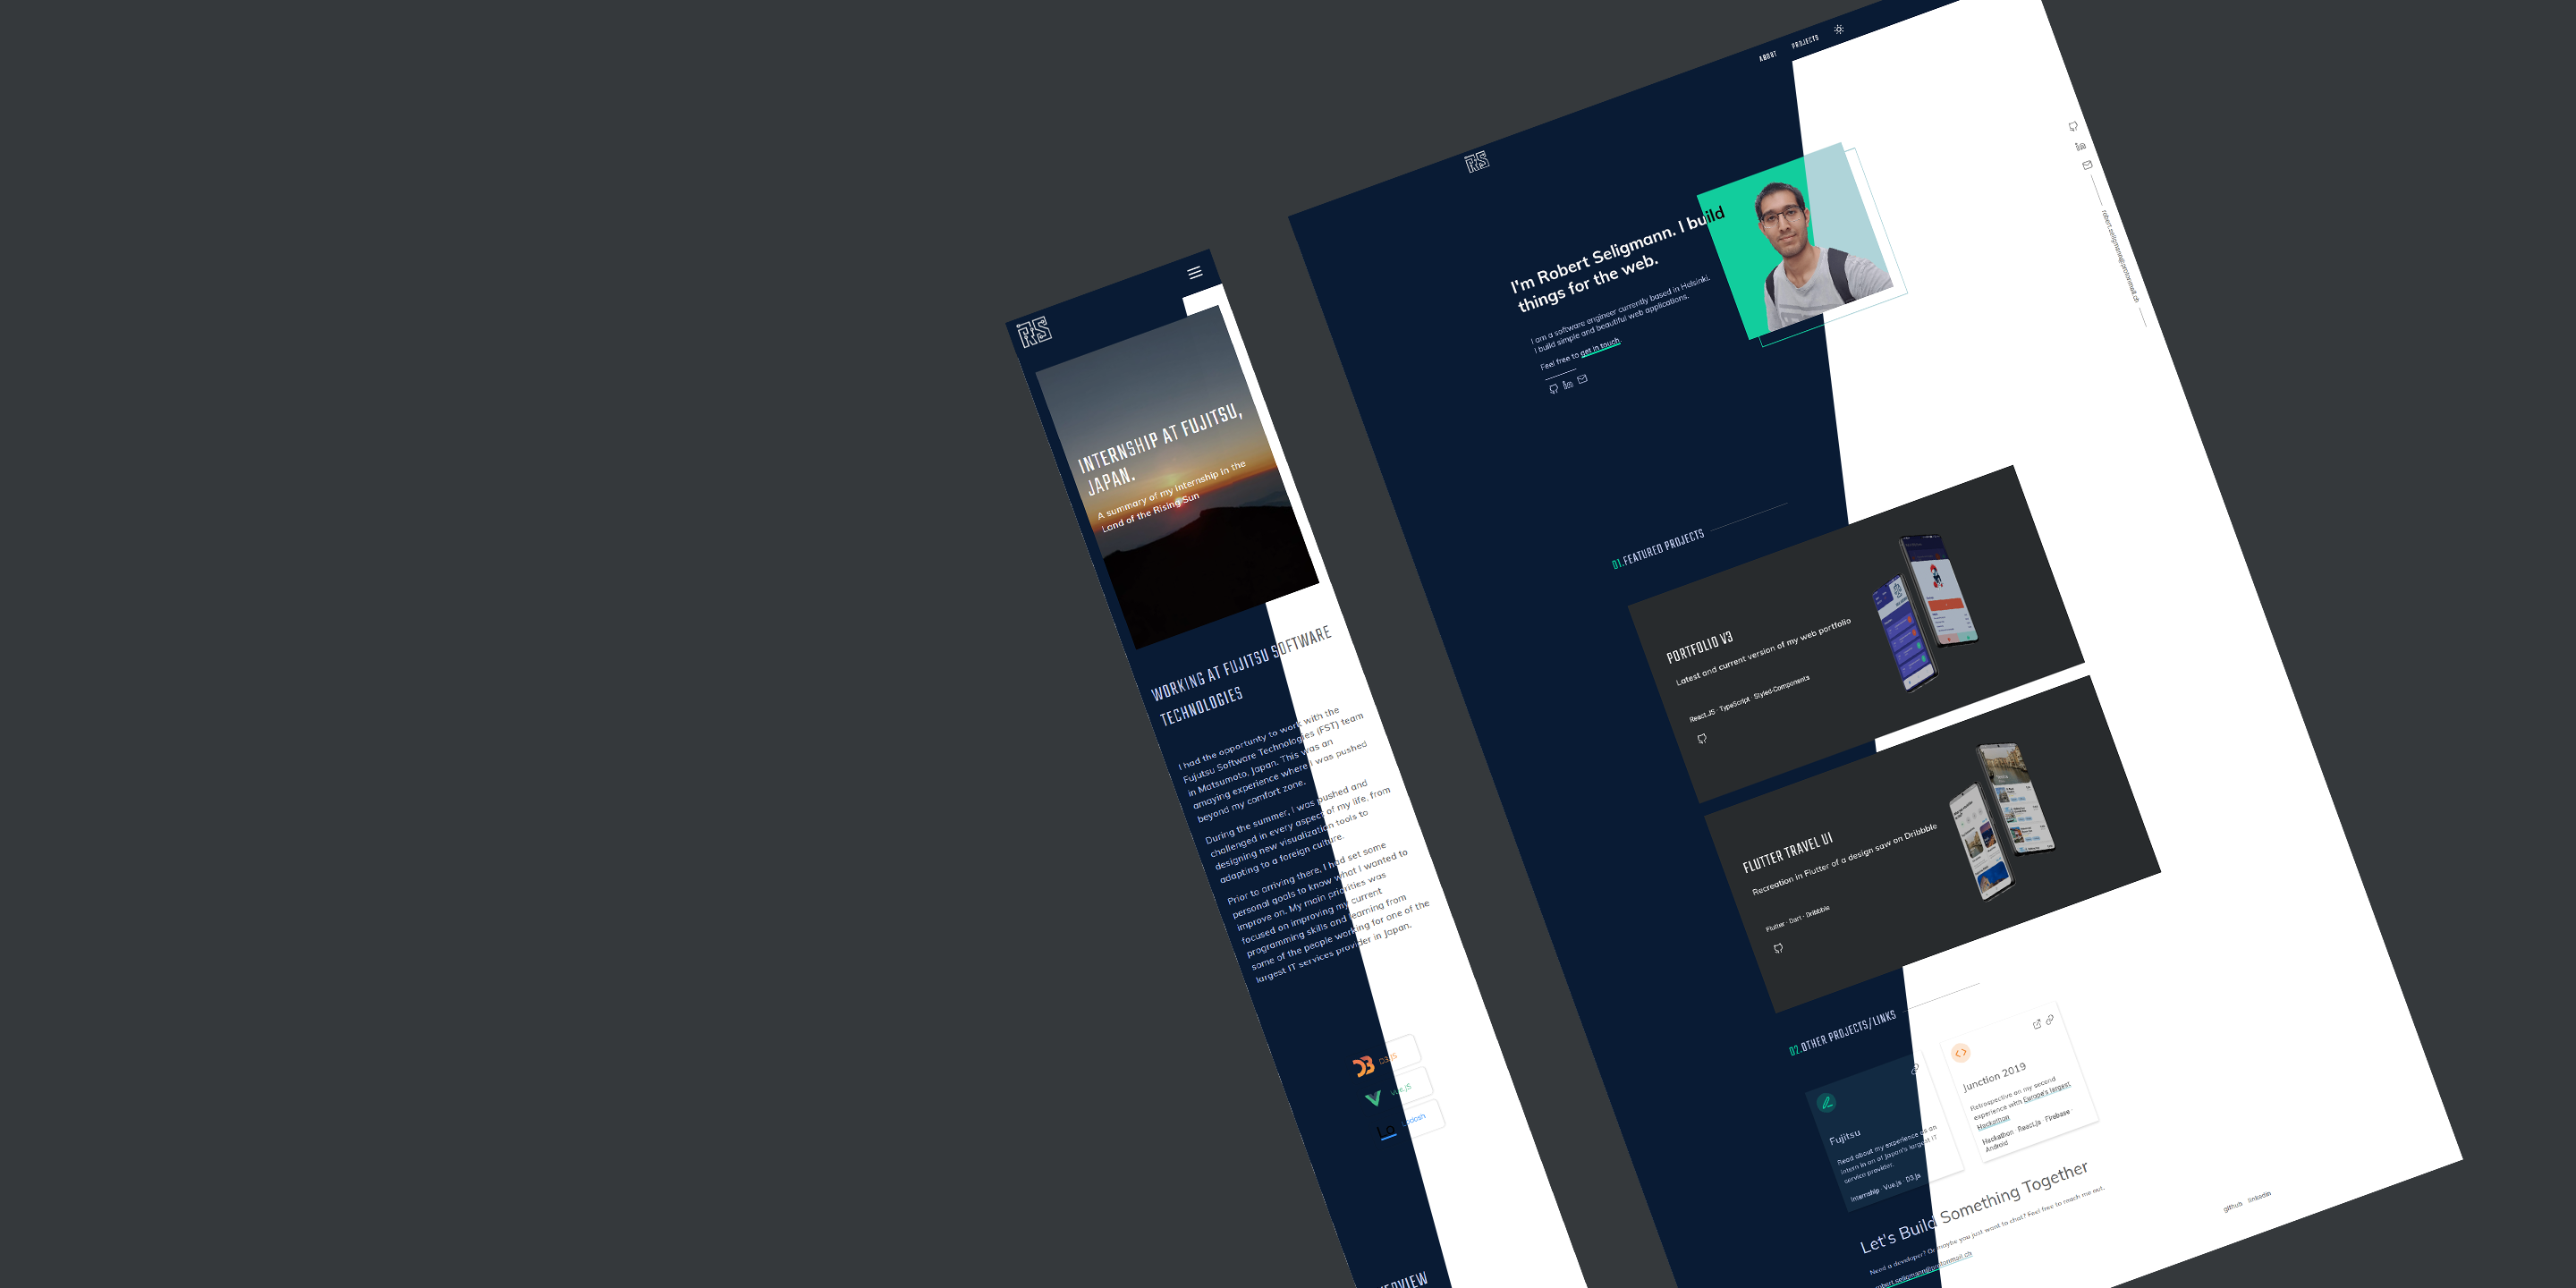 RS
INTERNSHIP AT FUJITSU,
JAPAN.
A summary of my internship in the
Land of the Rising Sun
WORKING AT FUJITSU SOFTWARE
TECHNOLOGIES
I had the opportunty to work with the
Fujutsu Software Technologies (FST) team
in Matsumoto, Japan. This was an
amaying experience where I was pushed
beyond my comfort zone.
During the summer, I was pushed and
challenged in every aspect of my life, from
designing new visualization tools to
adapting to a foreign culture.
Prior to arriving there, I had set some
personal goals to know what I wanted to
improve on. My main priorities was
focused on improving my current
programming skills and learning from
some of the people working for one of the
largest IT services provider in Japan.
D3.js
Vue.JS
Lo
ABOUT
PROJECTS
RS
I'm Robert Seligmann. I build
things for the web.
I am a software engineer currently based in Helsinki.
I build simple and beautiful web applications.
Feel free to get in touch.
robert.seligmann@protonmail.ch
01.FEATURED PROJECTS
PORTFOLIO V3
Latest and current version of my web portfolio
React.JS · TypeScript · Styled-Components
FLUTTER TRAVEL UI
Recreation in Flutter of a design saw on Dribbble
Flutter · Dart · Dribbble
02.OTHER PROJECTS/LINKS
Fujitsu
Read about my experience as an
intern in on of Japan's largest IT
service provider.
Internship · Vue.js · D3.js
Junction 2019
Retrospective on my second
experience with Europe's largest
Hackathon
Hackathon · React.js · Firebase ·
Android
Let's Build Something Together
Need a developer? Or maybe you just want to chat? Feel free to reach me out.
robert.seligmann@protonmail.ch
github · linkedin